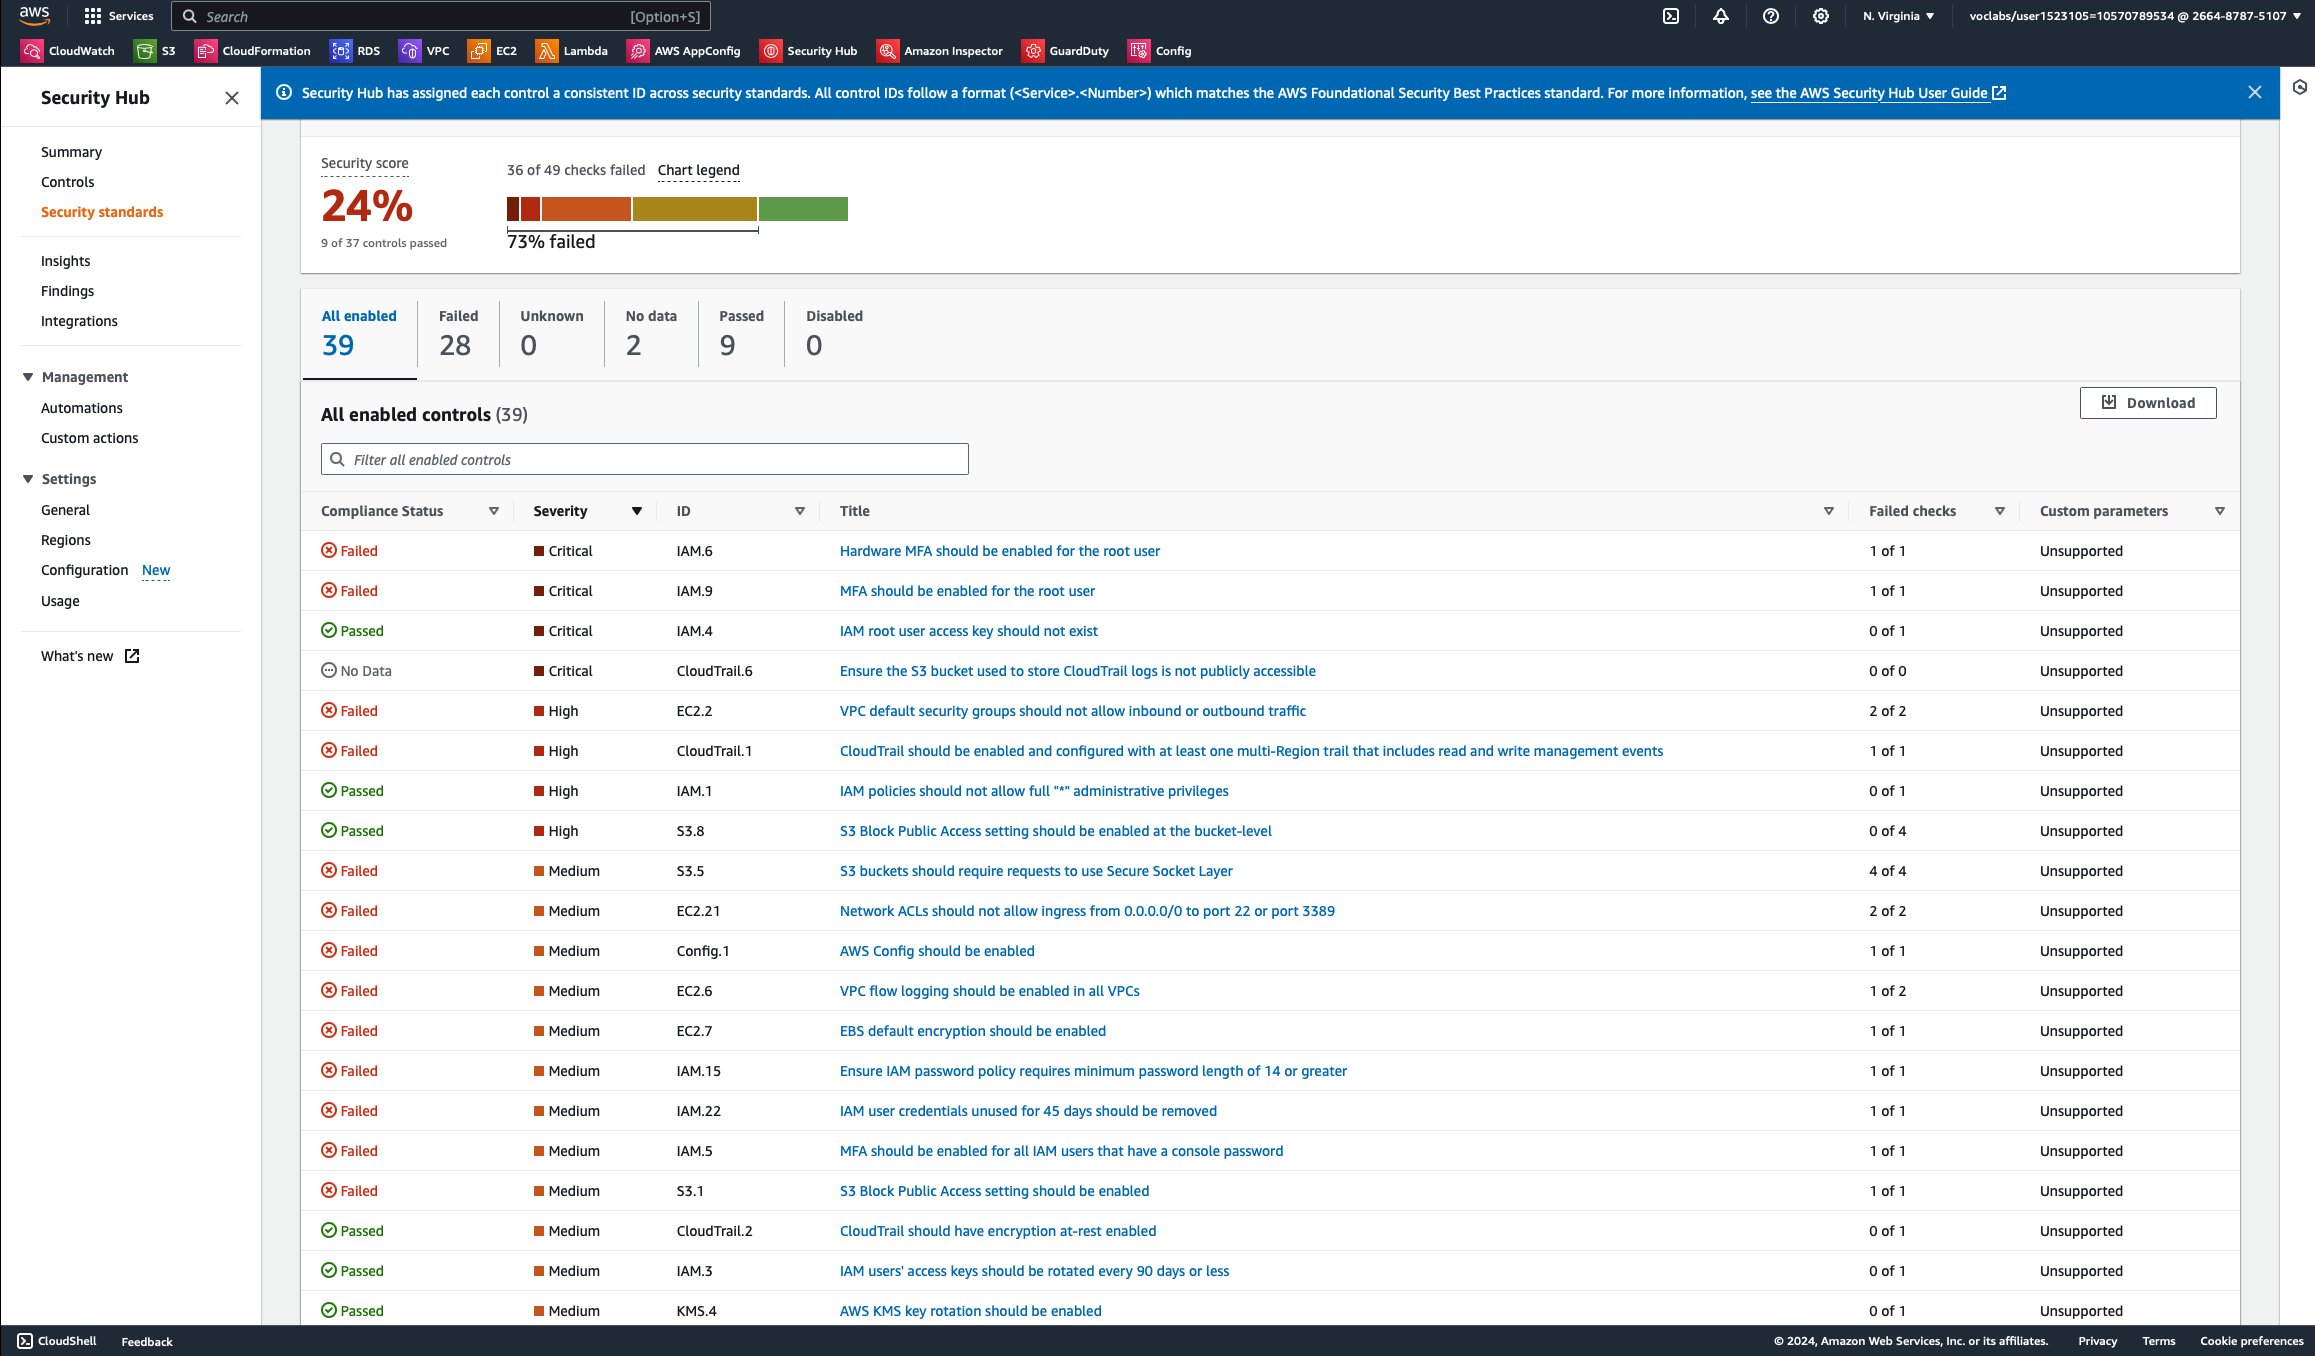 aws Services Search [Option+S] N. Virginia voclabs/user1523105=10570789534 @ 2664-8787-5107
CloudWatch S3 CloudFormation RDS VPC EC2 Lambda AWS AppConfig Security Hub Amazon Inspector GuardDuty Config
Security Hub
Summary
Controls
Security standards
Insights
Findings
Integrations
Management
Automations
Custom actions
Settings
General
Regions
Configuration New
Usage
What's new
Security Hub has assigned each control a consistent ID across security standards. All control IDs follow a format (<Service>.<Number>) which matches the AWS Foundational Security Best Practices standard. For more information, see the AWS Security Hub User Guide
Security score
24%
9 of 37 controls passed
36 of 49 checks failed Chart legend
73% failed
All enabled Failed Unknown No data Passed Disabled
39 28 0 2 9 0
All enabled controls (39)
Download
Filter all enabled controls
Compliance Status Severity ID Title Failed checks Custom parameters
Failed Critical IAM.6 Hardware MFA should be enabled for the root user 1 of 1 Unsupported
Failed Critical IAM.9 MFA should be enabled for the root user 1 of 1 Unsupported
Passed Critical IAM.4 IAM root user access key should not exist 0 of 1 Unsupported
No Data Critical CloudTrail.6 Ensure the S3 bucket used to store CloudTrail logs is not publicly accessible 0 of 0 Unsupported
Failed High EC2.2 VPC default security groups should not allow inbound or outbound traffic 2 of 2 Unsupported
Failed High CloudTrail.1 CloudTrail should be enabled and configured with at least one multi-Region trail that includes read and write management events 1 of 1 Unsupported
Passed High IAM.1 IAM policies should not allow full "*" administrative privileges 0 of 1 Unsupported
Passed High S3.8 S3 Block Public Access setting should be enabled at the bucket-level 0 of 4 Unsupported
Failed Medium S3.5 S3 buckets should require requests to use Secure Socket Layer 4 of 4 Unsupported
Failed Medium EC2.21 Network ACLs should not allow ingress from 0.0.0.0/0 to port 22 or port 3389 2 of 2 Unsupported
Failed Medium Config.1 AWS Config should be enabled 1 of 1 Unsupported
Failed Medium EC2.6 VPC flow logging should be enabled in all VPCs 1 of 2 Unsupported
Failed Medium EC2.7 EBS default encryption should be enabled 1 of 1 Unsupported
Failed Medium IAM.15 Ensure IAM password policy requires minimum password length of 14 or greater 1 of 1 Unsupported
Failed Medium IAM.22 IAM user credentials unused for 45 days should be removed 1 of 1 Unsupported
Failed Medium IAM.5 MFA should be enabled for all IAM users that have a console password 1 of 1 Unsupported
Failed Medium S3.1 S3 Block Public Access setting should be enabled 1 of 1 Unsupported
Passed Medium CloudTrail.2 CloudTrail should have encryption at-rest enabled 0 of 1 Unsupported
Passed Medium IAM.3 IAM users' access keys should be rotated every 90 days or less 0 of 1 Unsupported
Passed Medium KMS.4 AWS KMS key rotation should be enabled 0 of 1 Unsupported
CloudShell Feedback © 2024, Amazon Web Services, Inc. or its affiliates. Privacy Terms Cookie preferences